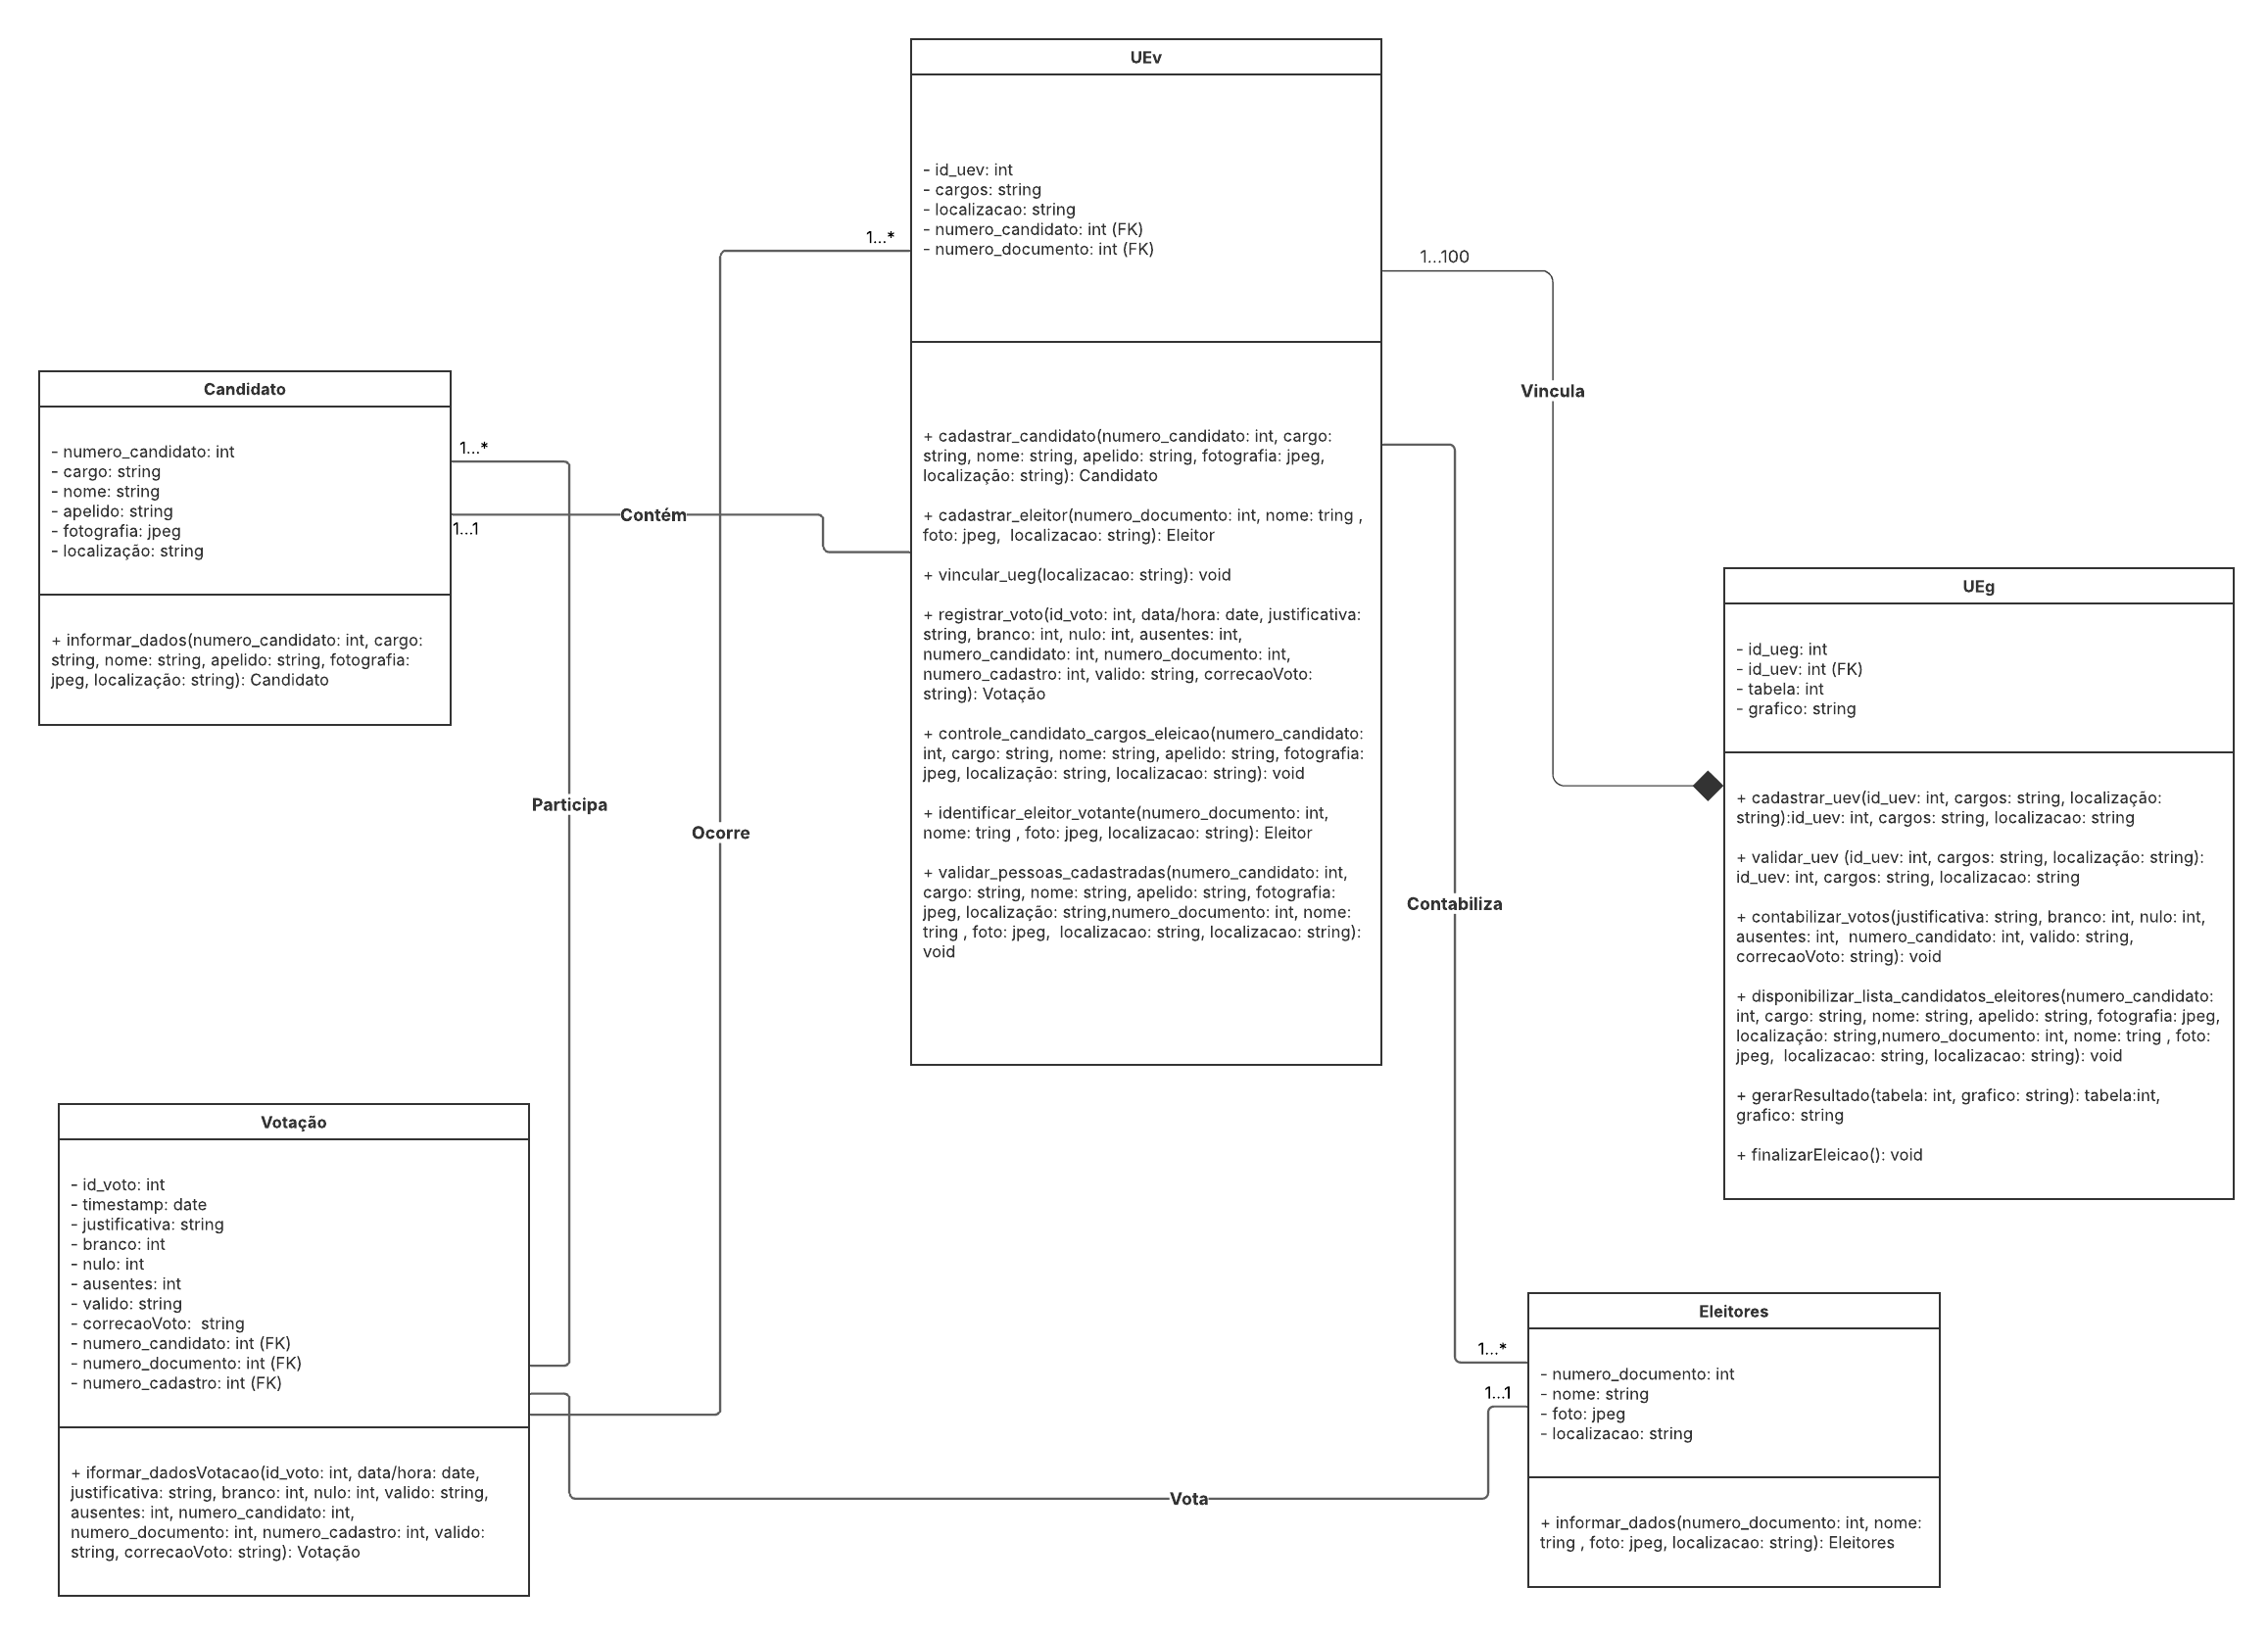 UEv
- id_uev: int
- cargos: string
- localizacao: string
- numero_candidato: int (FK)
- numero_documento: int (FK)
+ cadastrar_candidato(numero_candidato: int, cargo:
string, nome: string, apelido: string, fotografia: jpeg,
localização: string): Candidato
+ cadastrar_eleitor(numero_documento: int, nome: tring ,
foto: jpeg,  localizacao: string): Eleitor
+ vincular_ueg(localizacao: string): void
+ registrar_voto(id_voto: int, data/hora: date, justificativa:
string, branco: int, nulo: int, ausentes: int,
numero_candidato: int, numero_documento: int,
numero_cadastro: int, valido: string, correcaoVoto:
string): Votação
+ controle_candidato_cargos_eleicao(numero_candidato:
int, cargo: string, nome: string, apelido: string, fotografia:
jpeg, localização: string, localizacao: string): void
+ identificar_eleitor_votante(numero_documento: int,
nome: tring , foto: jpeg, localizacao: string): Eleitor
+ validar_pessoas_cadastradas(numero_candidato: int,
cargo: string, nome: string, apelido: string, fotografia:
jpeg, localização: string,numero_documento: int, nome:
tring , foto: jpeg,  localizacao: string, localizacao: string):
void
1...*
1...100
Vincula
Candidato
- numero_candidato: int
- cargo: string
- nome: string
- apelido: string
- fotografia: jpeg
- localização: string
+ informar_dados(numero_candidato: int, cargo:
string, nome: string, apelido: string, fotografia:
jpeg, localização: string): Candidato
1...*
1...1
Contém
Participa
Ocorre
Contabiliza
UEg
- id_ueg: int
- id_uev: int (FK)
- tabela: int
- grafico: string
+ cadastrar_uev(id_uev: int, cargos: string, localização:
string):id_uev: int, cargos: string, localizacao: string
+ validar_uev (id_uev: int, cargos: string, localização: string):
id_uev: int, cargos: string, localizacao: string
+ contabilizar_votos(justificativa: string, branco: int, nulo: int,
ausentes: int,  numero_candidato: int, valido: string,
correcaoVoto: string): void
+ disponibilizar_lista_candidatos_eleitores(numero_candidato:
int, cargo: string, nome: string, apelido: string, fotografia: jpeg,
localização: string,numero_documento: int, nome: tring , foto:
jpeg,  localizacao: string, localizacao: string): void
+ gerarResultado(tabela: int, grafico: string): tabela:int,
grafico: string
+ finalizarEleicao(): void
Votação
- id_voto: int
- timestamp: date
- justificativa: string
- branco: int
- nulo: int
- ausentes: int
- valido: string
- correcaoVoto:  string
- numero_candidato: int (FK)
- numero_documento: int (FK)
- numero_cadastro: int (FK)
+ iformar_dadosVotacao(id_voto: int, data/hora: date,
justificativa: string, branco: int, nulo: int, valido: string,
ausentes: int, numero_candidato: int,
numero_documento: int, numero_cadastro: int, valido:
string, correcaoVoto: string): Votação
Vota
1...*
1...1
Eleitores
- numero_documento: int
- nome: string
- foto: jpeg
- localizacao: string
+ informar_dados(numero_documento: int, nome:
tring , foto: jpeg, localizacao: string): Eleitores